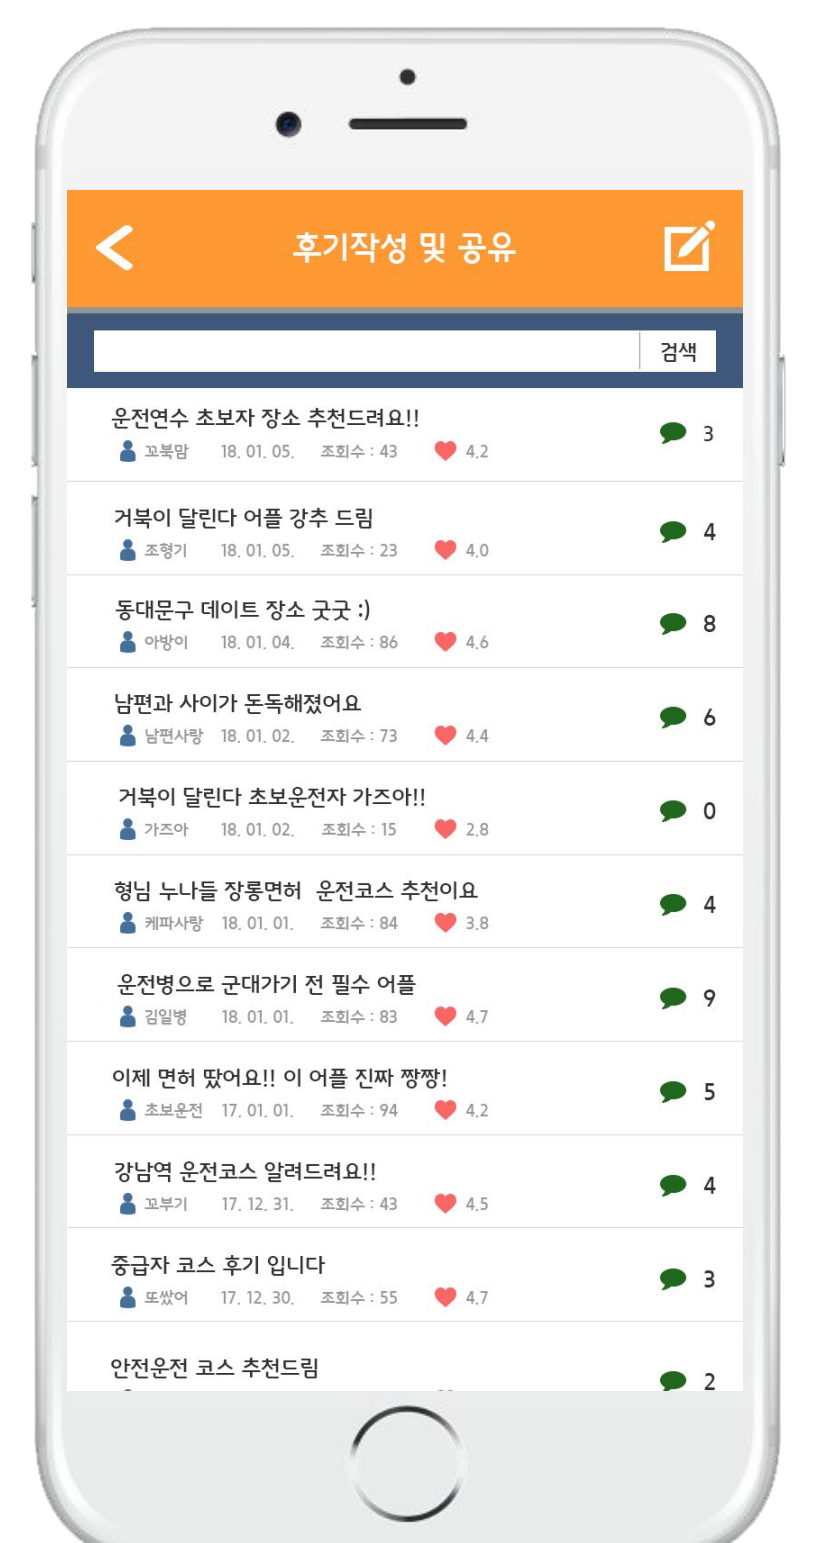 후기작성 및 공유
검색
운전연수 초보자 장소 추천드려요!!
꼬북맘 18. 01. 05. 조회수 : 43 4.2
3
거북이 달린다 어플 강추 드림
조형기 18. 01. 05. 조회수 : 23 4.0
4
동대문구 데이트 장소 굿굿 :)
아방이 18. 01. 04. 조회수 : 86 4.6
8
남편과 사이가 돈독해졌어요
남편사랑 18. 01. 02. 조회수 : 73 4.4
6
거북이 달린다 초보운전자 가즈아!!
가즈아 18. 01. 02. 조회수 : 15 2.8
0
형님 누나들 장롱면허 운전코스 추천이요
케파사랑 18. 01. 01. 조회수 : 84 3.8
4
운전병으로 군대가기 전 필수 어플
김일병 18. 01. 01. 조회수 : 83 4.7
9
이제 면허 땄어요!! 이 어플 진짜 짱짱!
초보운전 17. 01. 01. 조회수 : 94 4.2
5
강남역 운전코스 알려드려요!!
꼬부기 17. 12. 31. 조회수 : 43 4.5
4
중급자 코스 후기 입니다
또쌌어 17. 12. 30. 조회수 : 55 4.7
3
안전운전 코스 추천드림
2